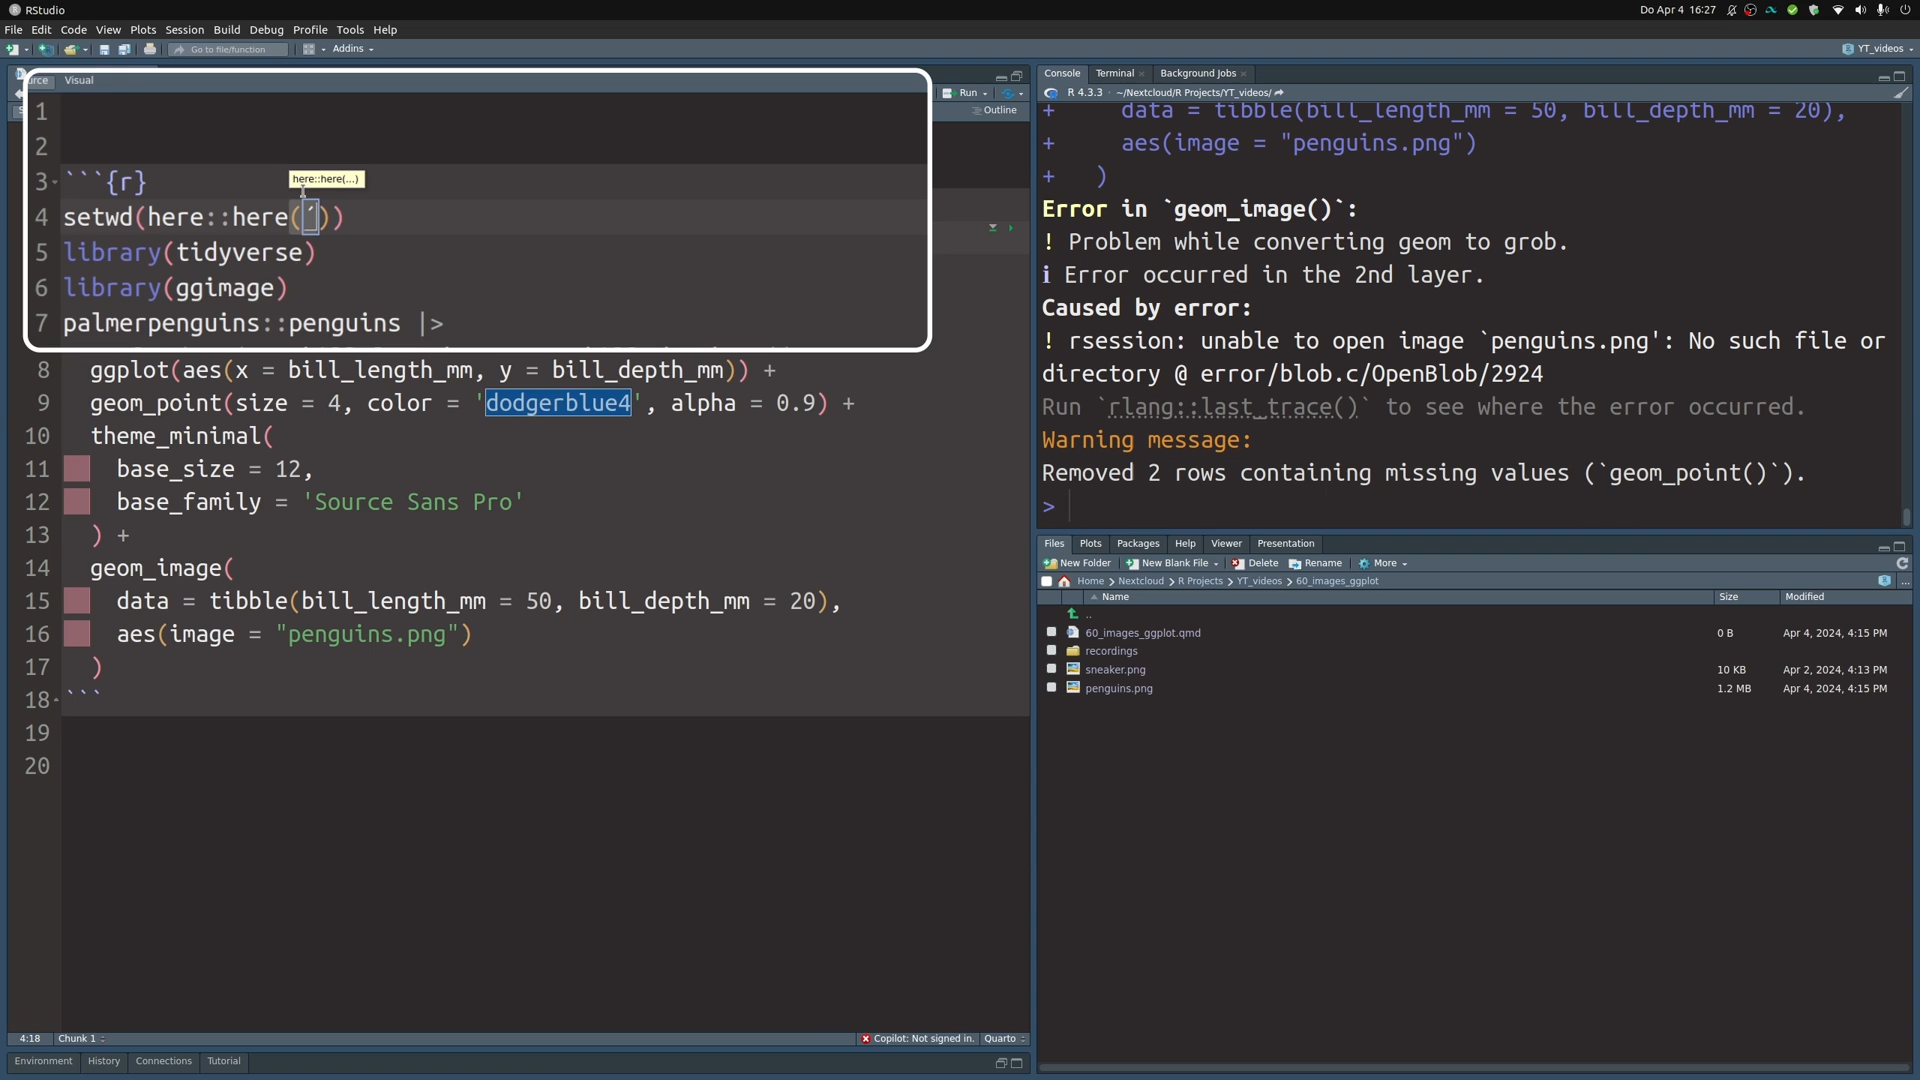 RStudio
Do Apr 4 16:27
File Edit Code View Plots Session Build Debug Profile Tools Help
Go to file/function
Addins
YT_videos
urce Visual
Run
Outline
1
2
3 ```{r}
here::here(...)
4 setwd(here::here(´))
5 library(tidyverse)
6 library(ggimage)
7 palmerpenguins::penguins |>
8 ggplot(aes(x = bill_length_mm, y = bill_depth_mm)) +
9 geom_point(size = 4, color = 'dodgerblue4', alpha = 0.9) +
10 theme_minimal(
11 base_size = 12,
12 base_family = 'Source Sans Pro'
13 ) +
14 geom_image(
15 data = tibble(bill_length_mm = 50, bill_depth_mm = 20),
16 aes(image = "penguins.png")
17 )
18 ```
19
20
4:18 Chunk 1
Copilot: Not signed in. Quarto
Environment History Connections Tutorial
Console Terminal Background Jobs
R 4.3.3 · ~/Nextcloud/R Projects/YT_videos/
+ data = tibble(bill_length_mm = 50, bill_depth_mm = 20),
+ aes(image = "penguins.png")
+ )
Error in `geom_image()`:
! Problem while converting geom to grob.
ℹ Error occurred in the 2nd layer.
Caused by error:
! rsession: unable to open image `penguins.png': No such file or
directory @ error/blob.c/OpenBlob/2924
Run `rlang::last_trace()` to see where the error occurred.
Warning message:
Removed 2 rows containing missing values (`geom_point()`).
>
Files Plots Packages Help Viewer Presentation
New Folder New Blank File Delete Rename More
Home Nextcloud R Projects YT_videos 60_images_ggplot ...
Name Size Modified
..
60_images_ggplot.qmd 0 B Apr 4, 2024, 4:15 PM
recordings
sneaker.png 10 KB Apr 2, 2024, 4:13 PM
penguins.png 1.2 MB Apr 4, 2024, 4:15 PM